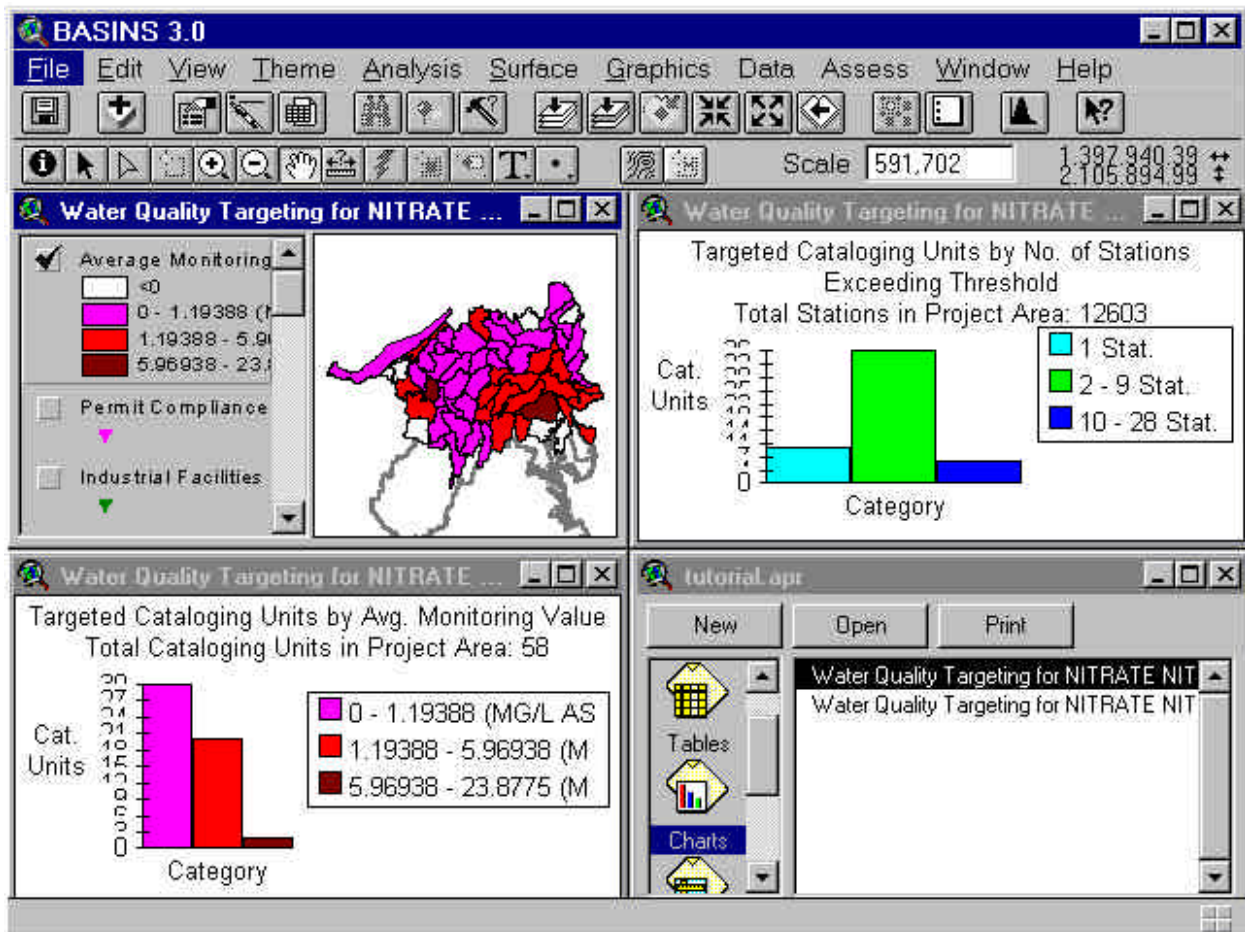 BASINS 3.0
File Edit View Theme Analysis Surface Graphics Data Assess Window Help
Scale 591,702 1,397,940.39
2,105,894.99
Water Quality Targeting for NITRATE ...
Average Monitoring
<0
0 - 1.19388
1.19388 - 5.9
5.96938 - 23.
Permit Compliance
Industrial Facilities
Water Quality Targeting for NITRATE ...
Targeted Cataloging Units by No. of Stations
Exceeding Threshold
Total Stations in Project Area: 12603
Cat.
Units
0
1 Stat.
2 - 9 Stat.
10 - 28 Stat.
Category
Water Quality Targeting for NITRATE ...
Targeted Cataloging Units by Avg. Monitoring Value
Total Cataloging Units in Project Area: 58
Cat.
Units
0
0 - 1.19388 (MG/L AS
1.19388 - 5.96938 (M
5.96938 - 23.8775 (M
Category
tutorial.apr
New Open Print
Tables
Charts
Water Quality Targeting for NITRATE NIT
Water Quality Targeting for NITRATE NIT